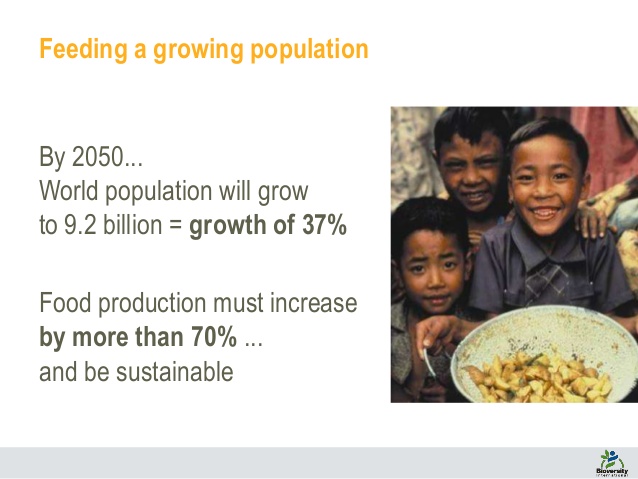 Feeding a growing population
By 2050...
World population will grow
to 9.2 billion = growth of 37%
Food production must increase
by more than 70% ...
and be sustainable
Bioversity
International